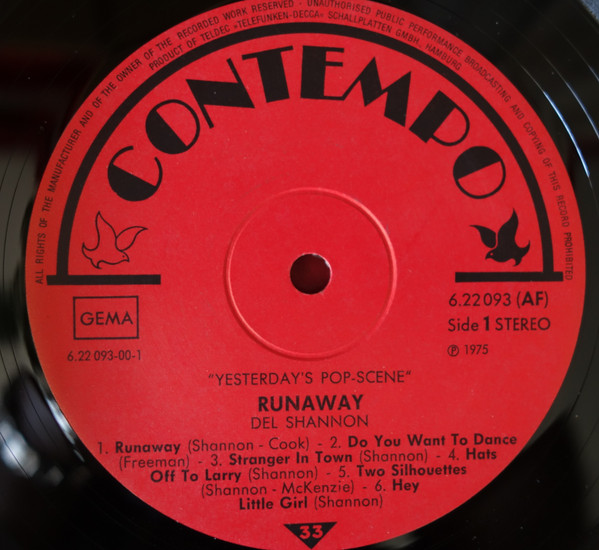 ALL RIGHTS OF THE MANUFACTURER AND OF THE OWNER OF THE RECORDED WORK RESERVED - UNAUTHORISED PUBLIC PERFORMANCE BROADCASTING AND COPYING OF THIS RECORD PROHIBITED
PRODUCT OF TELDEC »TELEFUNKEN-DECCA« SCHALLPLATTEN GMBH, HAMBURG
CONTEMPO
GEMA
6.22 093-00-1
6.22 093 (AF)
Side 1 STEREO
Ⓟ 1975
"YESTERDAY'S POP-SCENE"
RUNAWAY
DEL SHANNON
1. Runaway (Shannon - Cook) - 2. Do You Want To Dance
(Freeman) - 3. Stranger In Town (Shannon) - 4. Hats
Off To Larry (Shannon) - 5. Two Silhouettes
(Shannon - McKenzie) - 6. Hey
Little Girl (Shannon)
33